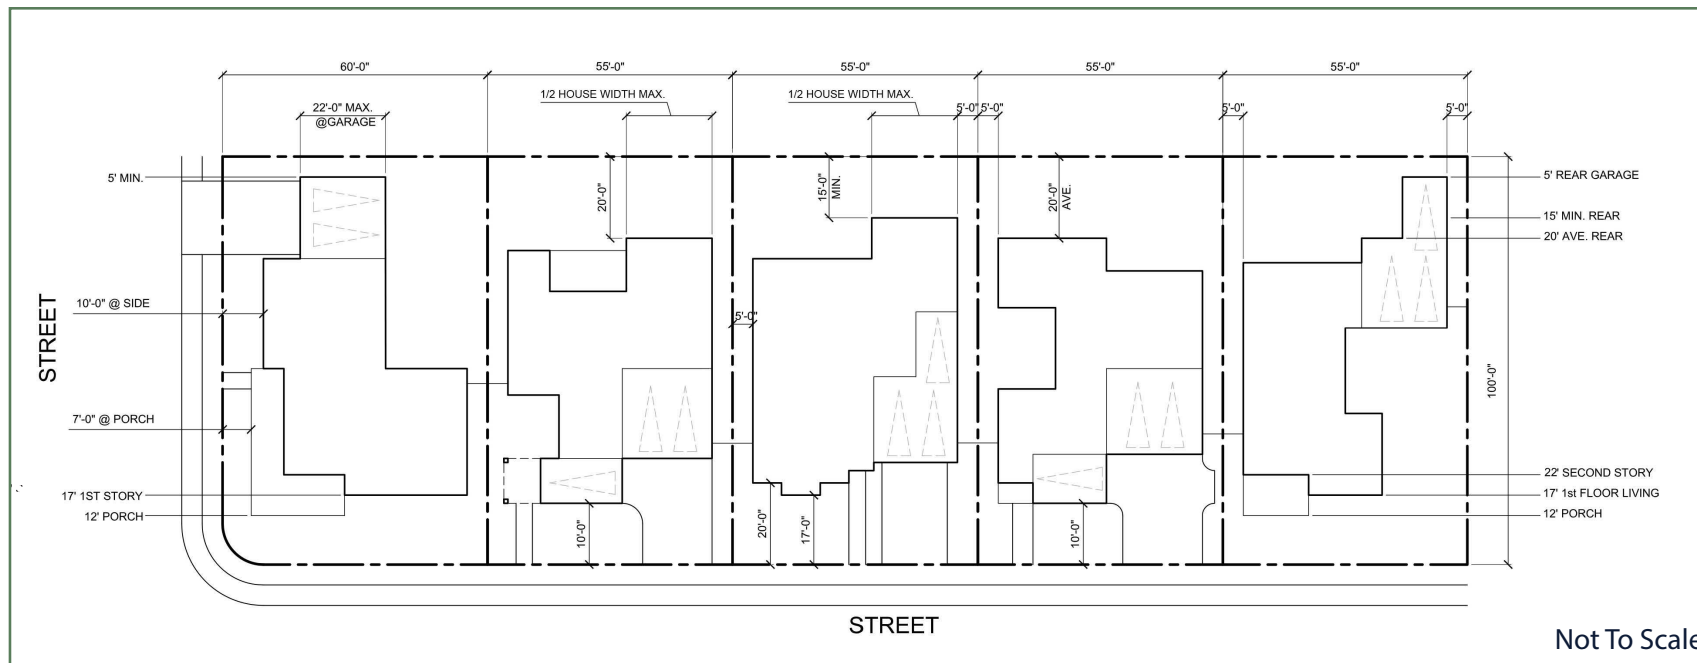 60'-0"
55'-0"
55'-0"
55'-0"
55'-0"
1/2 HOUSE WIDTH MAX.
1/2 HOUSE WIDTH MAX.
22'-0" MAX.
@GARAGE
5'-0"
5'-0"
5'-0"
5'-0"
5' MIN.
20'-0"
15'-0"
MIN.
20'-0"
AVE.
5' REAR GARAGE
15' MIN. REAR
20' AVE. REAR
10'-0" @ SIDE
5'-0"
STREET
100'-0"
7'-0" @ PORCH
17' 1ST STORY
12' PORCH
10'-0"
20'-0"
17'-0"
10'-0"
22' SECOND STORY
17' 1st FLOOR LIVING
12' PORCH
STREET
Not To Scale